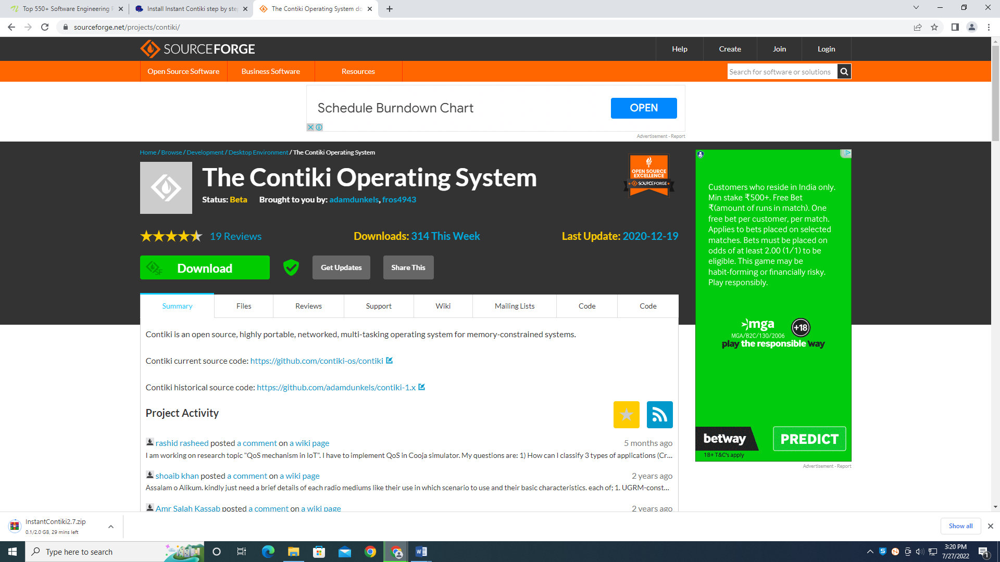 Top 550+ Software Engineering P
Install Instant Contiki step by step
The Contiki Operating System do
sourceforge.net/projects/contiki/
SOURCEFORGE
Help
Create
Join
Login
Open Source Software
Business Software
Resources
Search for software or solutions
Schedule Burndown Chart
OPEN
Advertisement - Report
Home / Browse / Development / Desktop Environment / The Contiki Operating System
The Contiki Operating System
Status: Beta
Brought to you by: adamdunkels, fros4943
OPEN SOURCE
EXCELLENCE
SOURCEFORGE
19 Reviews
Downloads: 314 This Week
Last Update: 2020-12-19
SF
Download
Get Updates
Share This
Summary
Files
Reviews
Support
Wiki
Mailing Lists
Code
Code
Contiki is an open source, highly portable, networked, multi-tasking operating system for memory-constrained systems.
Contiki current source code: https://github.com/contiki-os/contiki
Contiki historical source code: https://github.com/adamdunkels/contiki-1.x
Project Activity
rashid rasheed posted a comment on a wiki page
5 months ago
I am working on research topic "QoS mechanism in IoT". I have to implement QoS in Cooja simulator. My questions are: 1) How can I classify 3 types of applications (Cr...
shoaib khan posted a comment on a wiki page
2 years ago
Assalam o Alikum. kindly just need a brief details of each radio mediums like their use in which scenario to use and their basic characteristics. each of; 1. UGRM-const...
Amr Salah Kassab posted a comment on a wiki page
2 years ago
Customers who reside in India only.
Min stake ₹500+. Free Bet
₹(amount of runs in match). One
free bet per customer, per match.
Applies to bets placed on selected
matches. Bets must be placed on
odds of at least 2.00 (1/1) to be
eligible. This game may be
habit-forming or financially risky.
Play responsibly.
mga
+18
MGA/B2C/130/2006
play the responsible way
betway
PREDICT
18+ T&C's apply
Advertisement - Report
InstantContiki2.7.zip
0.1/2.0 GB, 29 mins left
Show all
Type here to search
3:20 PM
7/27/2022
1